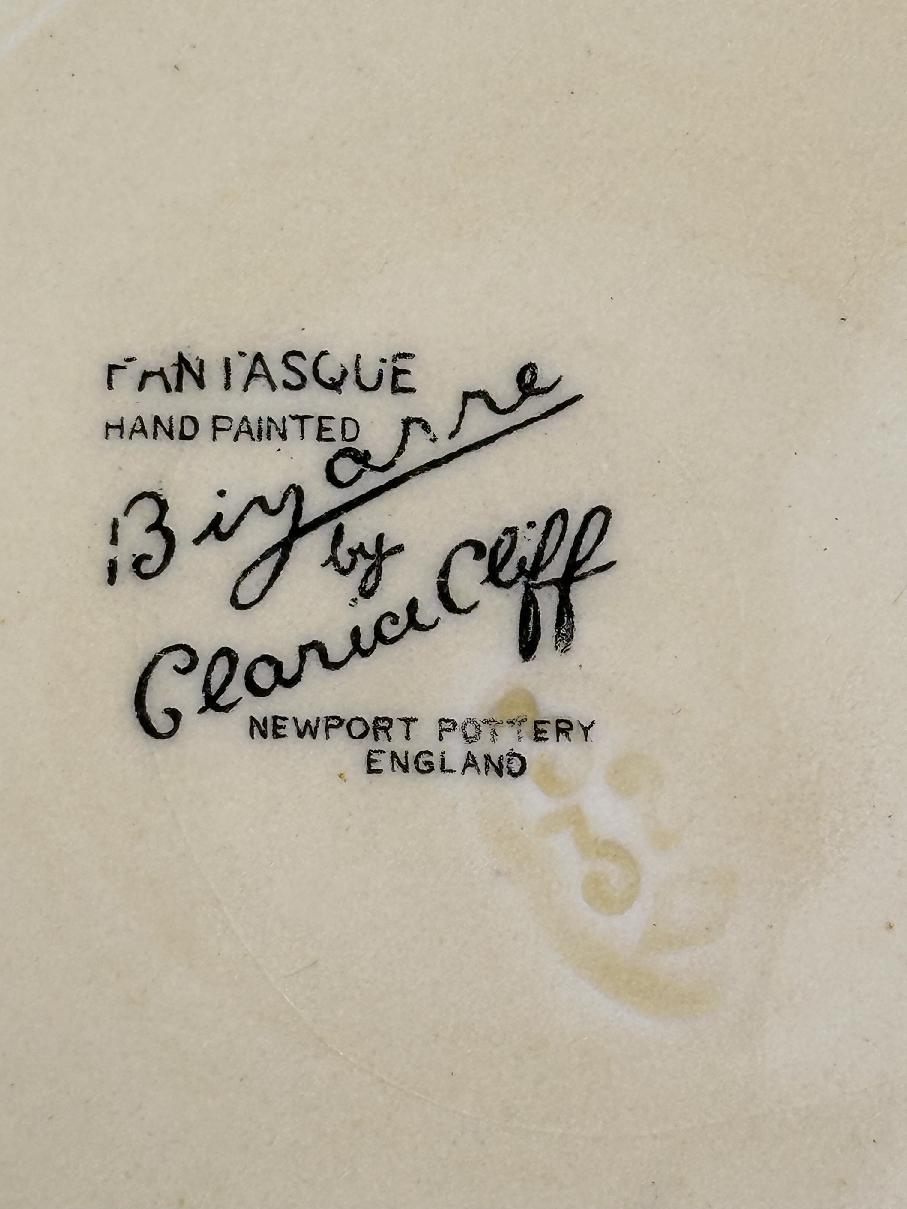 FANTASQUE
HAND PAINTED
Bizarre
by
Clarice Cliff
NEWPORT POTTERY
ENGLAND